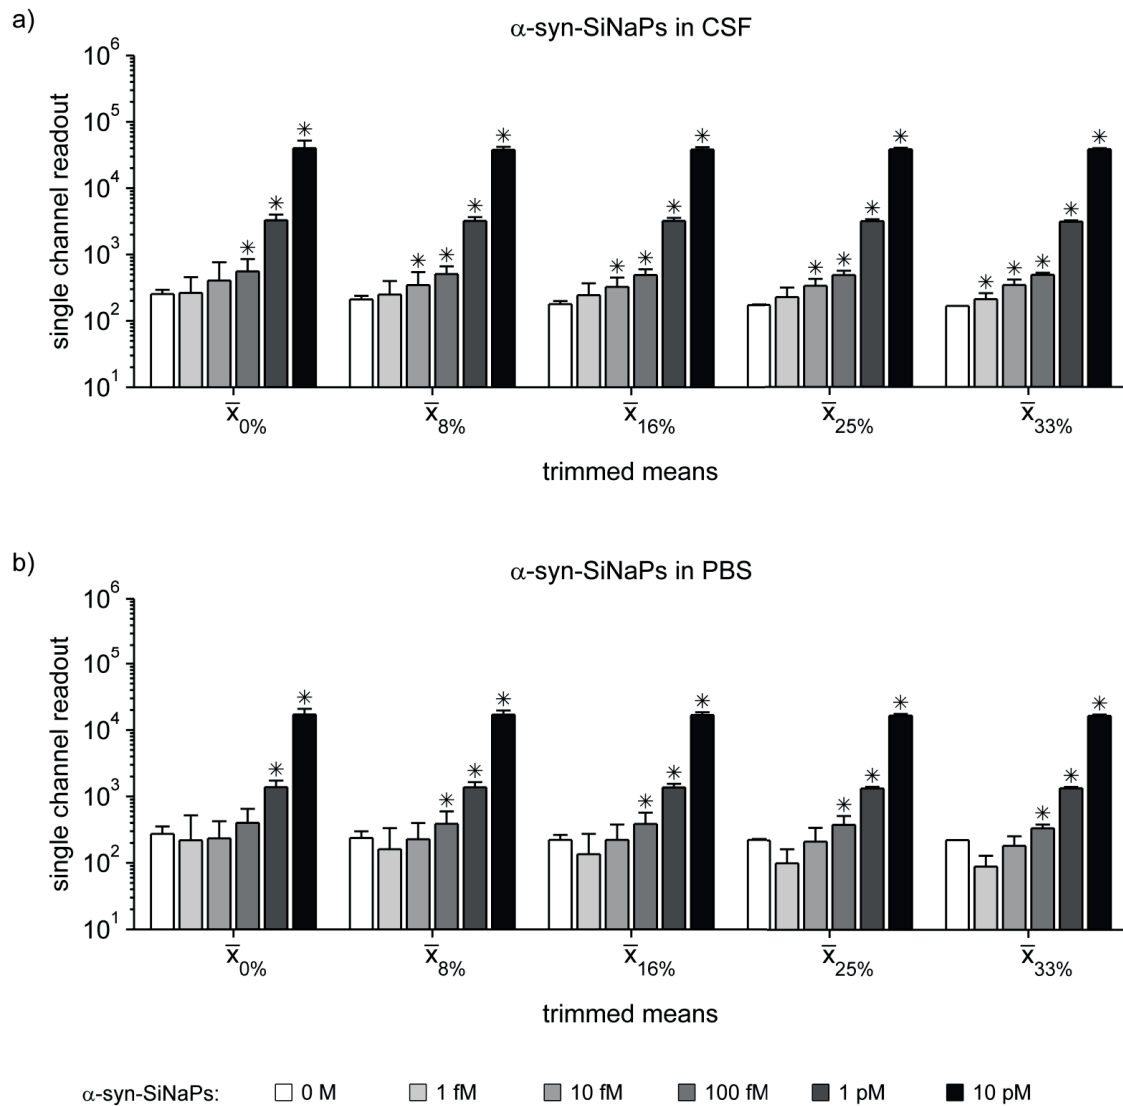 a)
α-syn-SiNaPs in CSF
single channel readout
10^6
10^5
10^4
10^3
10^2
10^1
* * * * * * * * * * * * * * * * * *
x̅0% x̅8% x̅16% x̅25% x̅33%
trimmed means
b)
α-syn-SiNaPs in PBS
single channel readout
10^6
10^5
10^4
10^3
10^2
10^1
* * * * * * * * * * * * * *
x̅0% x̅8% x̅16% x̅25% x̅33%
trimmed means
α-syn-SiNaPs: 0 M 1 fM 10 fM 100 fM 1 pM 10 pM